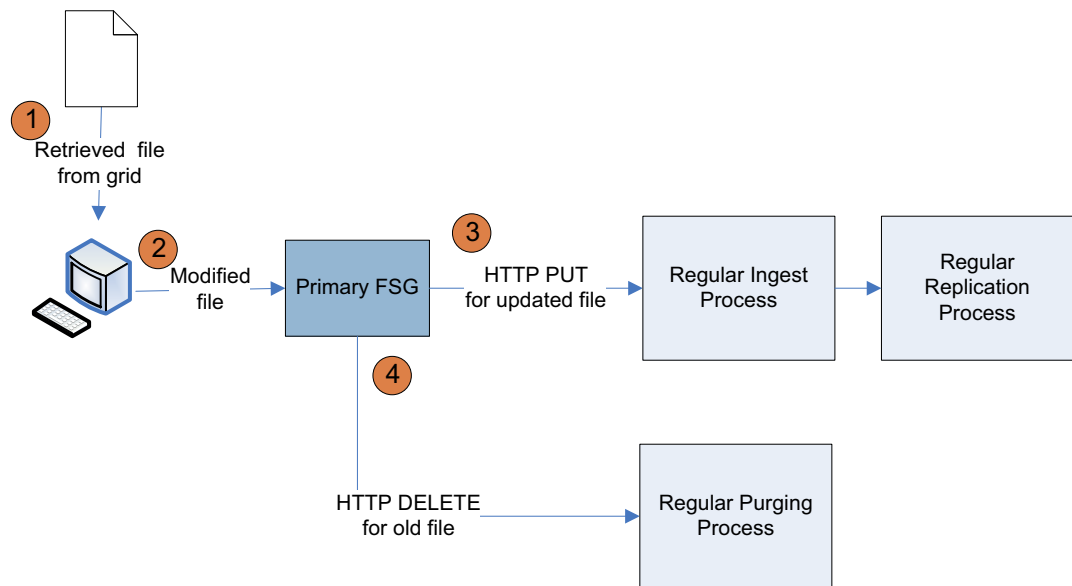 1
Retrieved file
from grid
2
Modified
file
Primary FSG
3
HTTP PUT
for updated file
Regular Ingest
Process
Regular
Replication
Process
4
HTTP DELETE
for old file
Regular Purging
Process